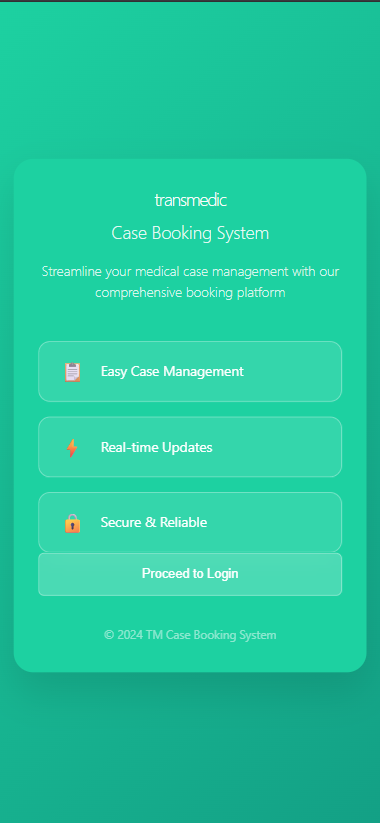 transmedic
Case Booking System
Streamline your medical case management with our
comprehensive booking platform
Easy Case Management
Real-time Updates
Secure & Reliable
Proceed to Login
© 2024 TM Case Booking System